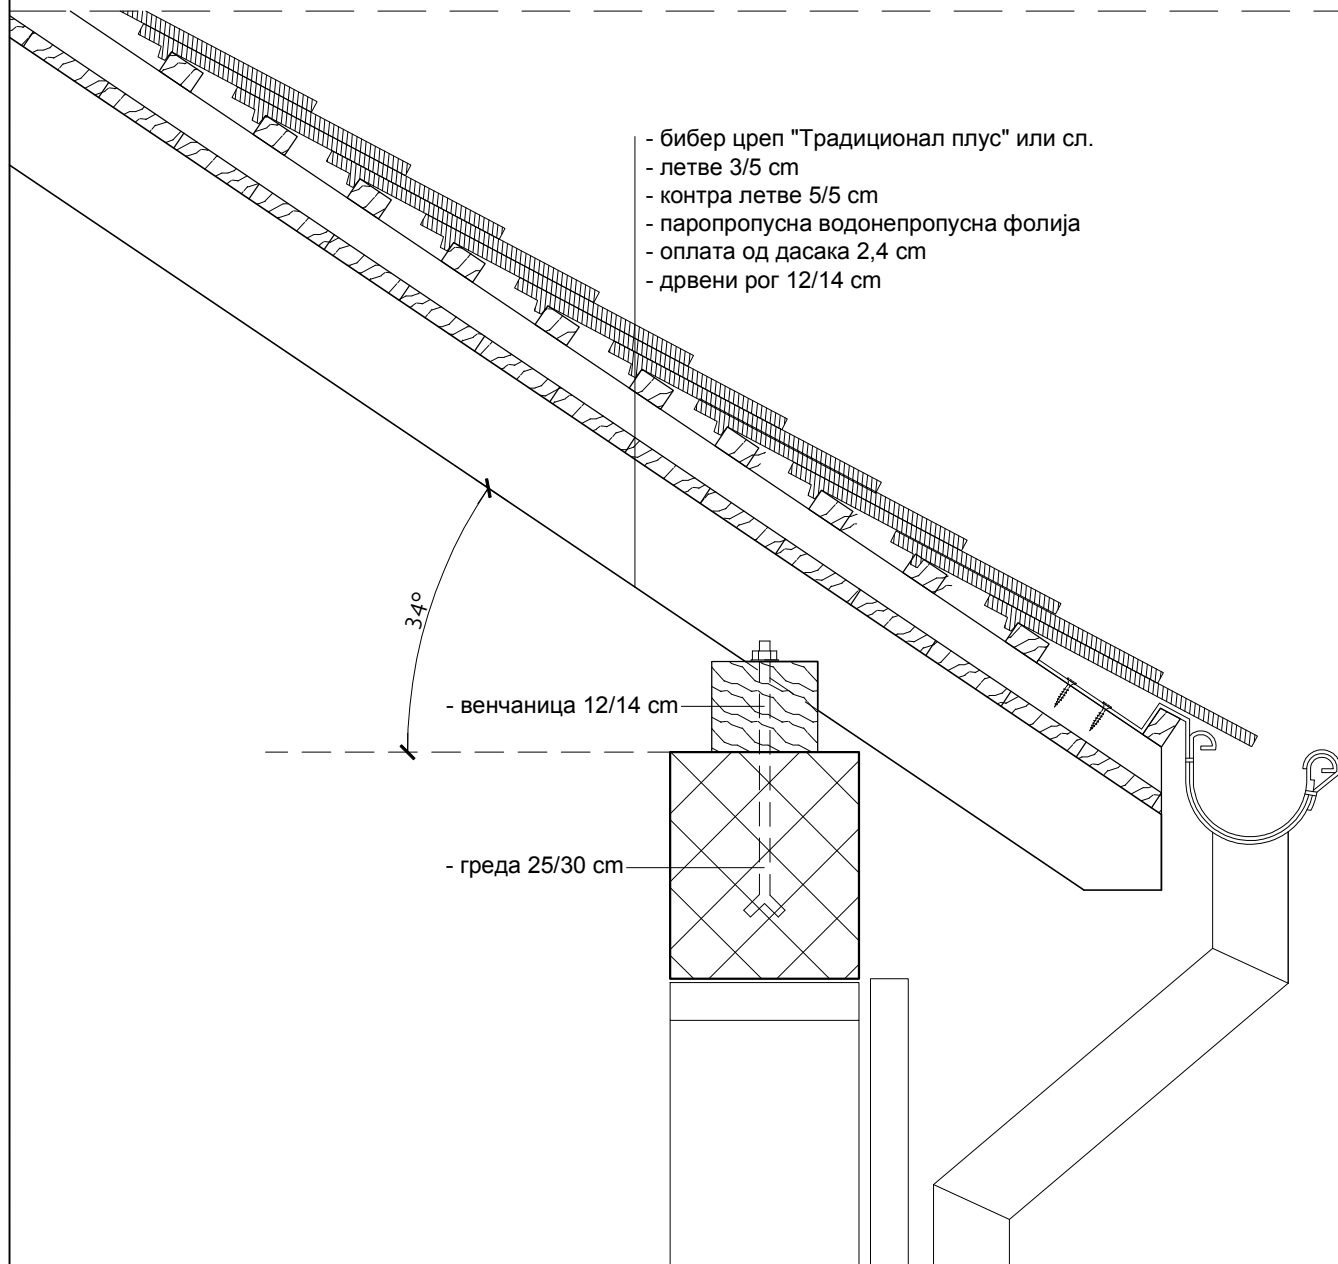 - бибер цреп "Традиционал плус" или сл.
- летве 3/5 cm
- контра летве 5/5 cm
- паропропусна водонепропусна фолија
- оплата од дасака 2,4 cm
- дрвени рог 12/14 cm
34°
- венчаница 12/14 cm
- греда 25/30 cm